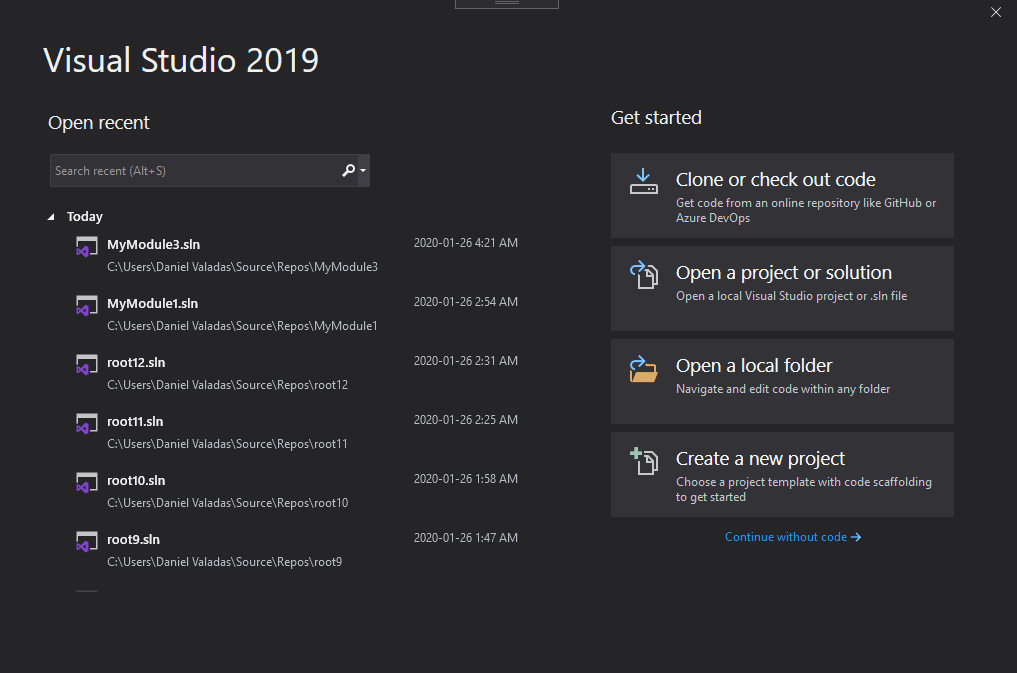 Visual Studio 2019
Open recent
Search recent (Alt+S)
Today
MyModule3.sln
2020-01-26 4:21 AM
C:\Users\Daniel Valadas\Source\Repos\MyModule3
MyModule1.sln
2020-01-26 2:54 AM
C:\Users\Daniel Valadas\Source\Repos\MyModule1
root12.sln
2020-01-26 2:31 AM
C:\Users\Daniel Valadas\Source\Repos\root12
root11.sln
2020-01-26 2:25 AM
C:\Users\Daniel Valadas\Source\Repos\root11
root10.sln
2020-01-26 1:58 AM
C:\Users\Daniel Valadas\Source\Repos\root10
root9.sln
2020-01-26 1:47 AM
C:\Users\Daniel Valadas\Source\Repos\root9
Get started
Clone or check out code
Get code from an online repository like GitHub or
Azure DevOps
Open a project or solution
Open a local Visual Studio project or .sln file
Open a local folder
Navigate and edit code within any folder
Create a new project
Choose a project template with code scaffolding
to get started
Continue without code →